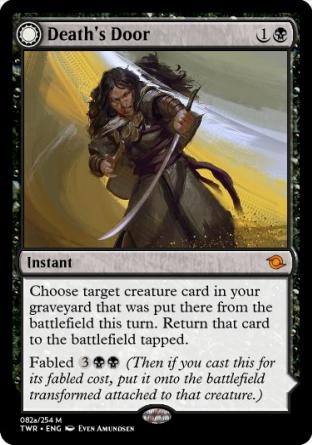 Death's Door 1
Instant
Choose target creature card in your
graveyard that was put there from the
battlefield this turn. Return that card
to the battlefield tapped.
Fabled 3 (Then if you cast this for
its fabled cost, put it onto the battlefield
transformed attached to that creature.)
082a/254 M
TWR • ENG Even Amundsen